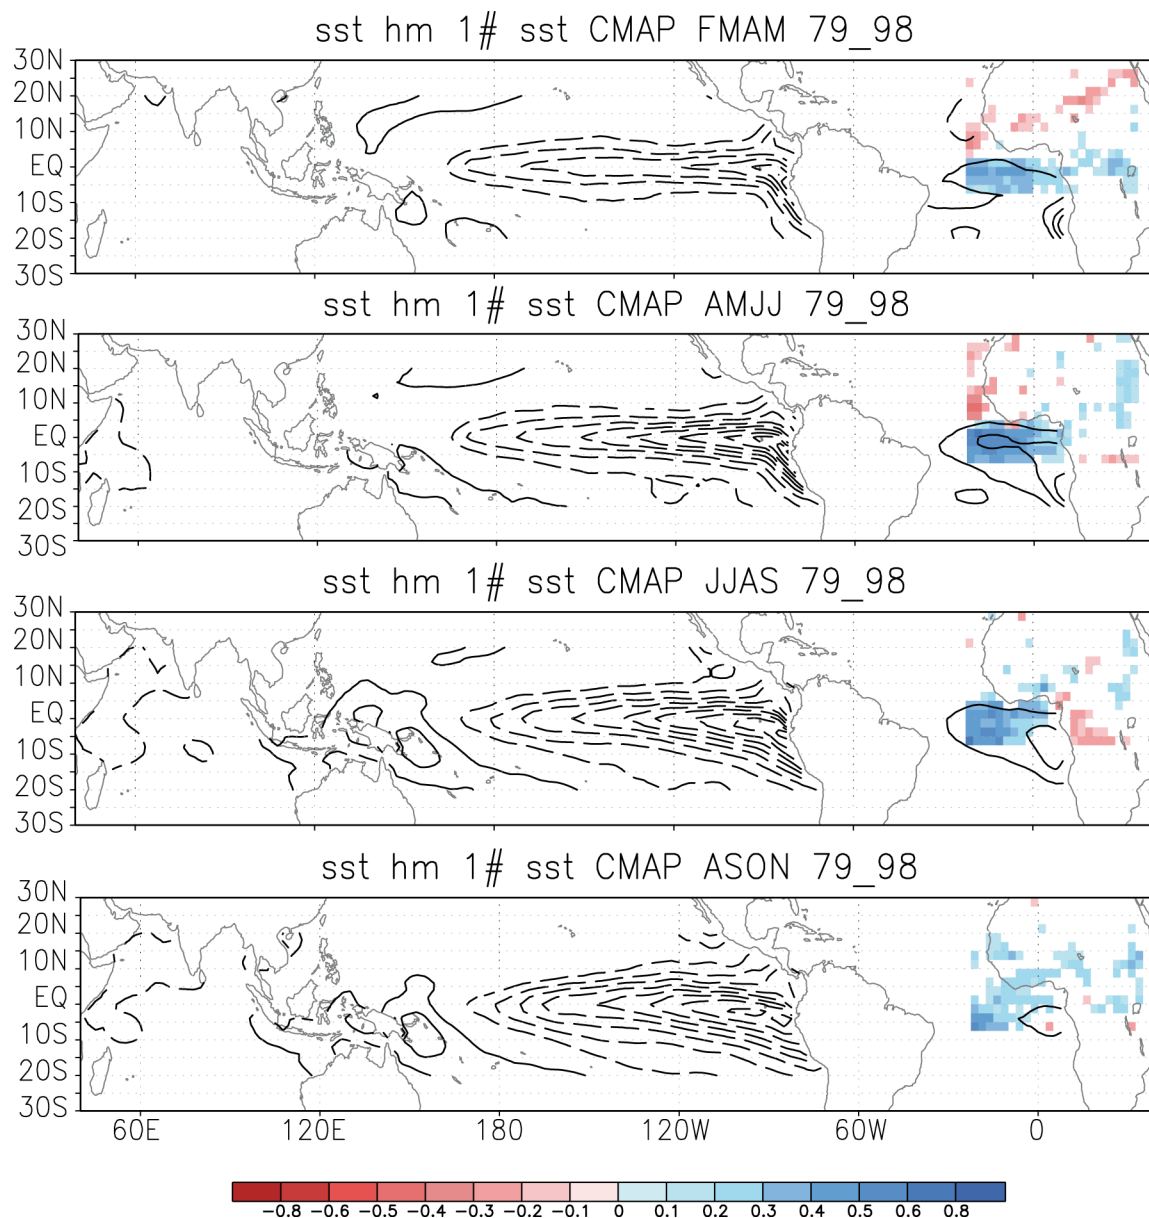 sst hm 1# sst CMAP FMAM 79_98
30N
20N
10N
EQ
10S
20S
30S
sst hm 1# sst CMAP AMJJ 79_98
30N
20N
10N
EQ
10S
20S
30S
sst hm 1# sst CMAP JJAS 79_98
30N
20N
10N
EQ
10S
20S
30S
sst hm 1# sst CMAP ASON 79_98
30N
20N
10N
EQ
10S
20S
30S
60E 120E 180 120W 60W 0
-0.8 -0.6 -0.5 -0.4 -0.3 -0.2 -0.1 0 0.1 0.2 0.3 0.4 0.5 0.6 0.8